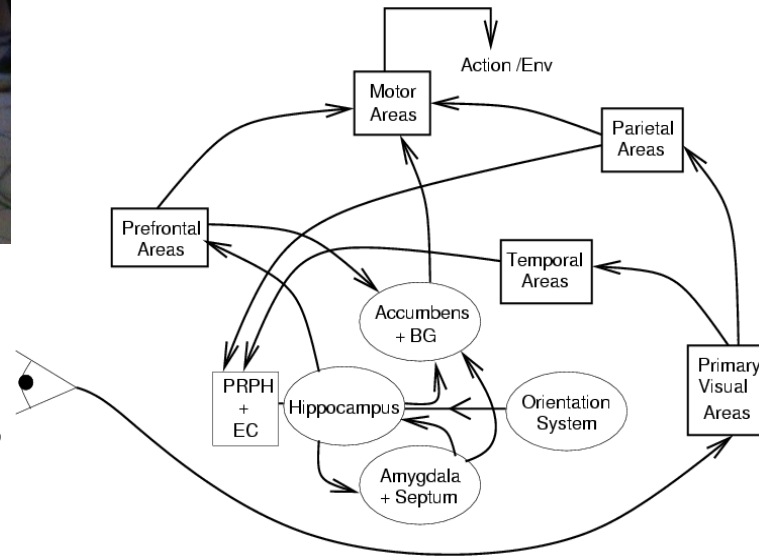 Action /Env
Motor
Areas
Parietal
Areas
Prefrontal
Areas
Temporal
Areas
Accumbens
+ BG
Primary
Visual
Areas
PRPH
+
EC
Hippocampus
Orientation
System
Amygdala
+ Septum